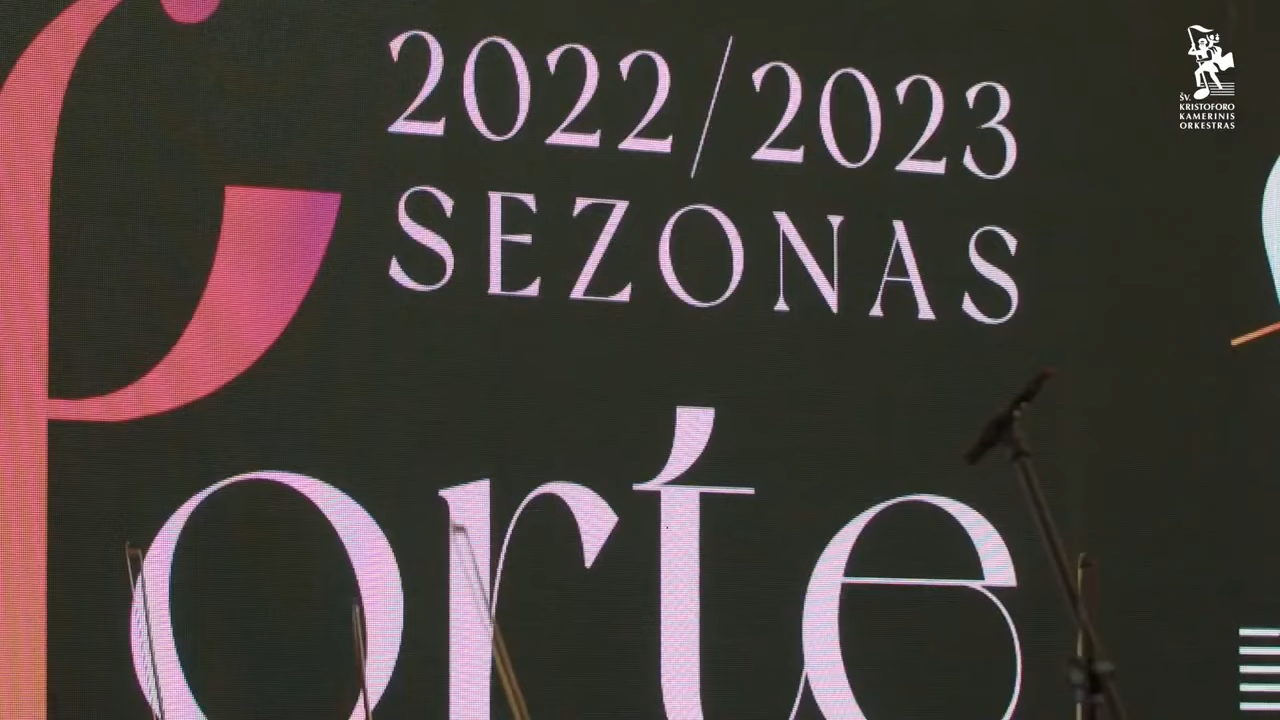 2022/2023
SEZONAS
forte
ŠV.
KRISTOFORO
KAMERINIS
ORKESTRAS